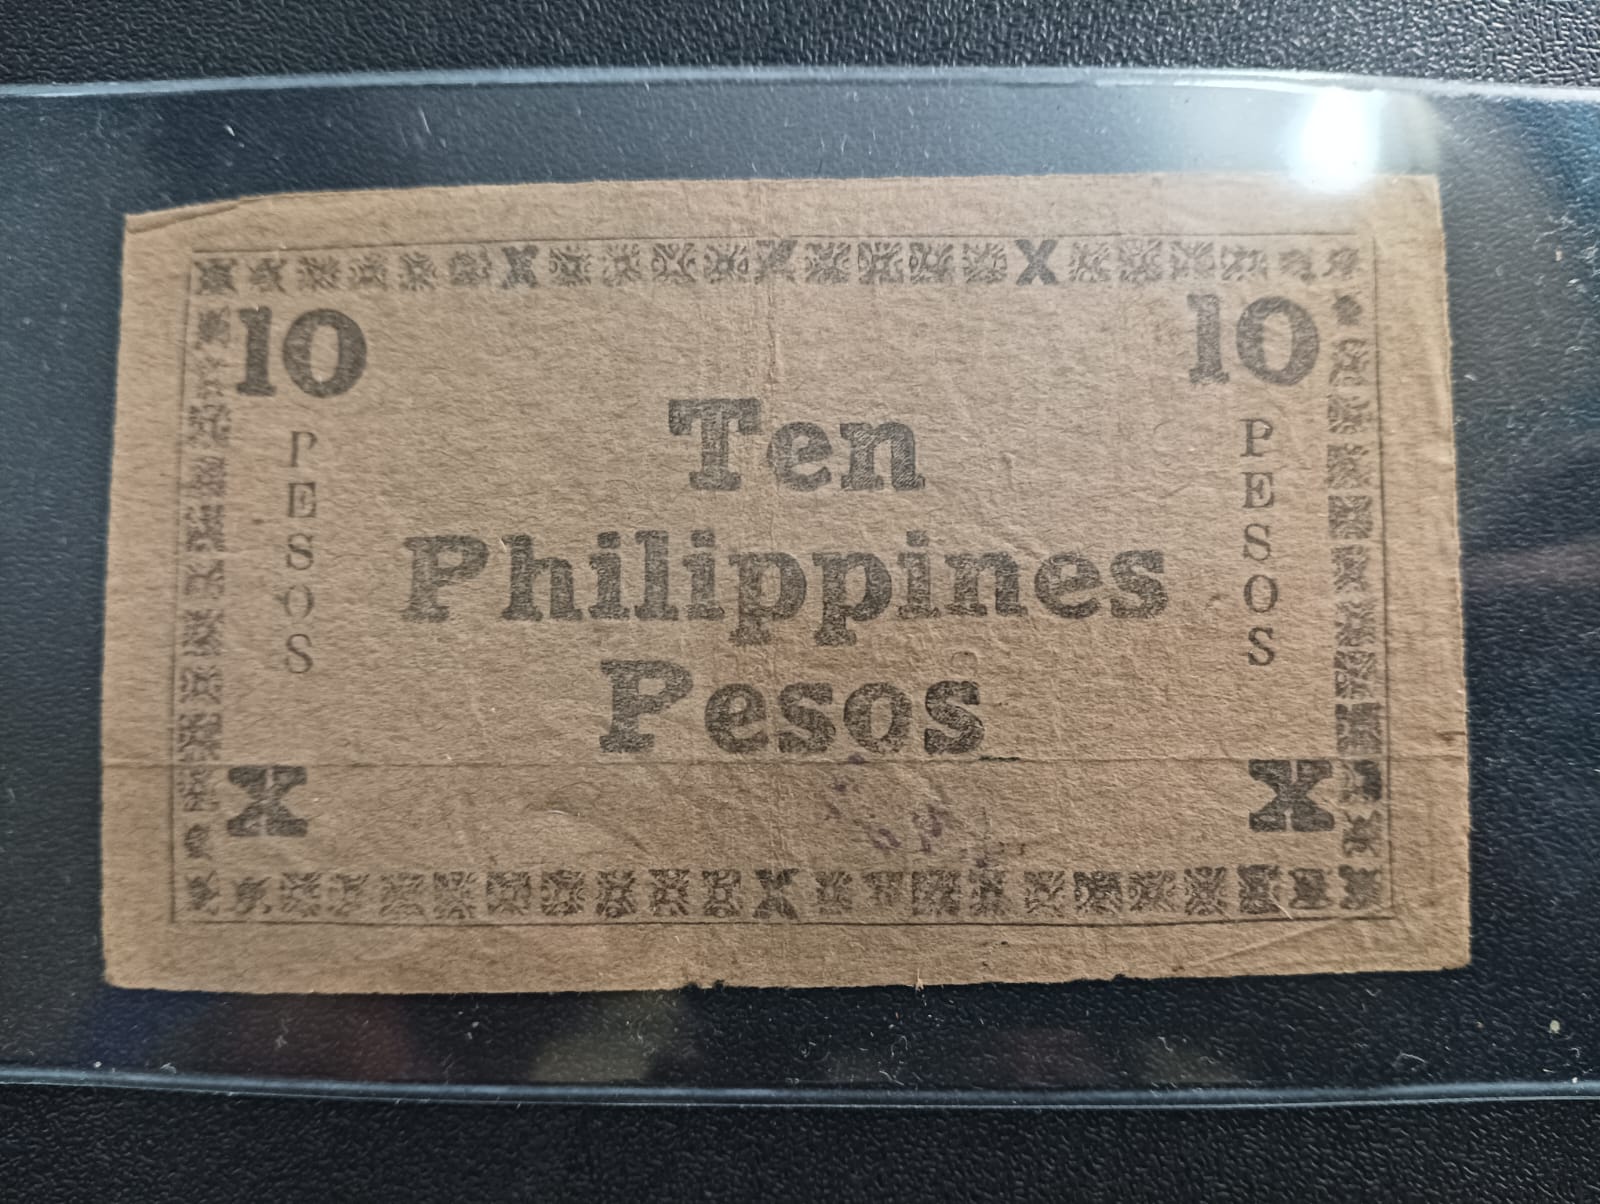 X X X
10 10
Ten
Philippines
Pesos
PESOS
PESOS
X X
X